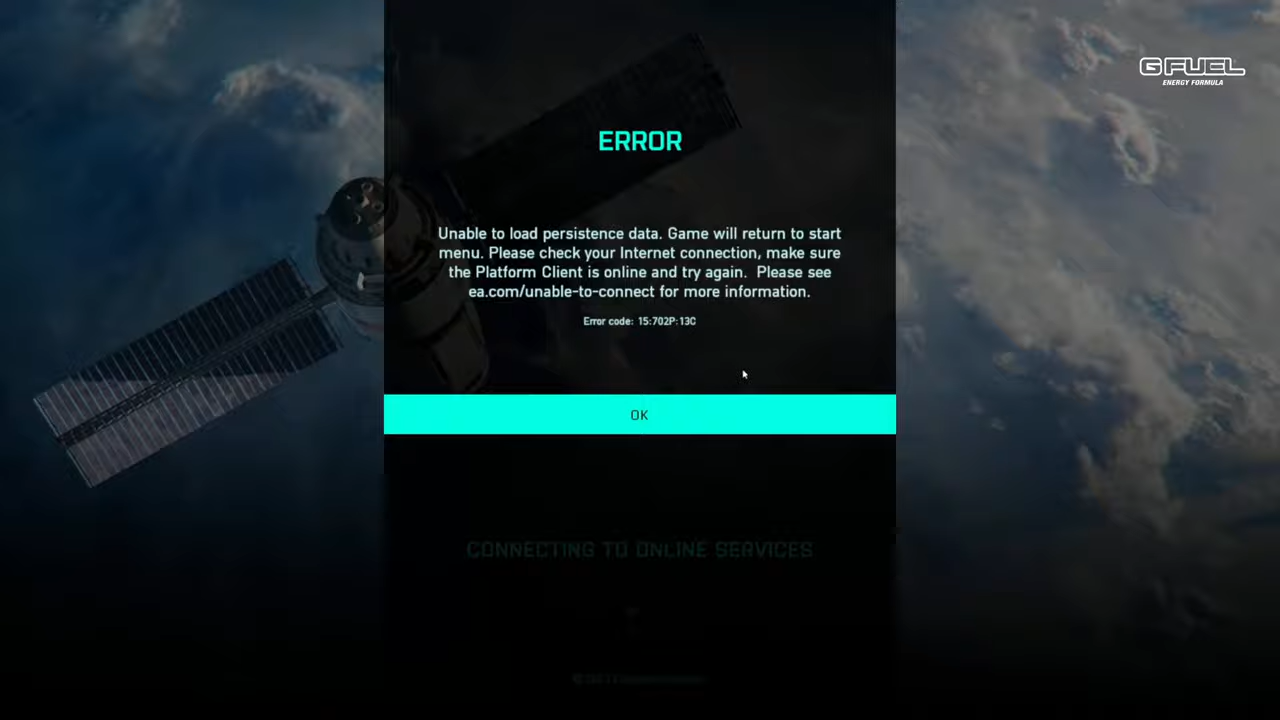 GFUEL
ENERGY FORMULA
ERROR
Unable to load persistence data. Game will return to start
menu. Please check your Internet connection, make sure
the Platform Client is online and try again.  Please see
ea.com/unable-to-connect for more information.
Error code: 15:702P:13C
OK
CONNECTING TO ONLINE SERVICES